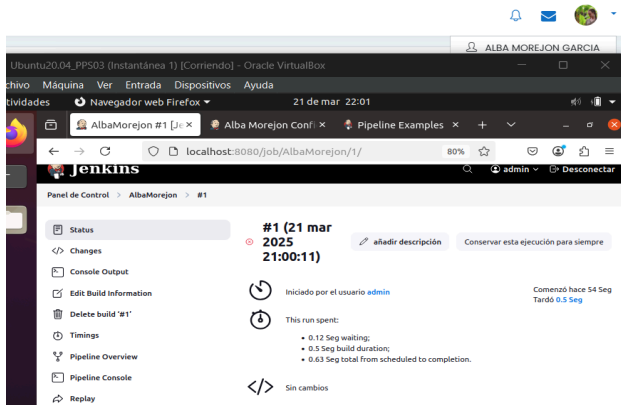 ALBA MOREJON GARCIA
Ubuntu20.04_PPS03 (Instantánea 1) [Corriendo] - Oracle VirtualBox
chivo Máquina Ver Entrada Dispositivos Ayuda
tividades Navegador web Firefox 21 de mar 22:01
AlbaMorejon #1 [Je Alba Morejon Confi Pipeline Examples
localhost:8080/job/AlbaMorejon/1/ 80%
Jenkins admin Desconectar
Panel de Control > AlbaMorejon > #1
Status
Changes
Console Output
Edit Build Information
Delete build '#1'
Timings
Pipeline Overview
Pipeline Console
Replay
#1 (21 mar
2025
21:00:11)
añadir descripción
Conservar esta ejecución para siempre
Iniciado por el usuario admin
Comenzó hace 54 Seg
Tardó 0.5 Seg
This run spent:
• 0.12 Seg waiting;
• 0.5 Seg build duration;
• 0.63 Seg total from scheduled to completion.
Sin cambios